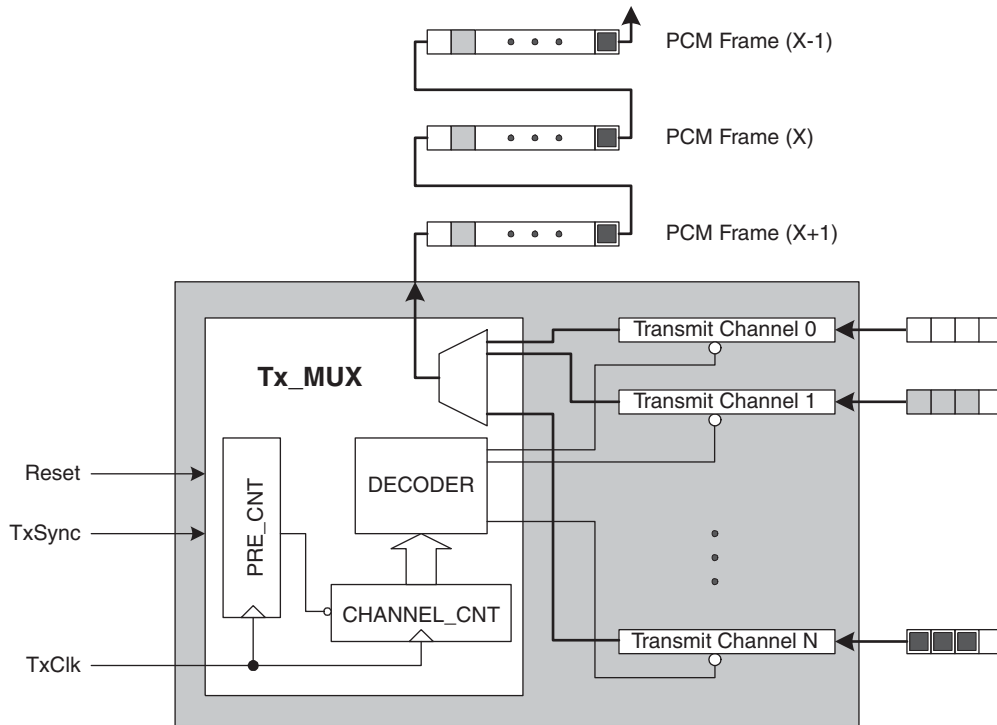 PCM Frame (X-1)
PCM Frame (X)
PCM Frame (X+1)
Transmit Channel 0
Tx_MUX
Transmit Channel 1
Reset
DECODER
TxSync
PRE_CNT
CHANNEL_CNT
Transmit Channel N
TxClk